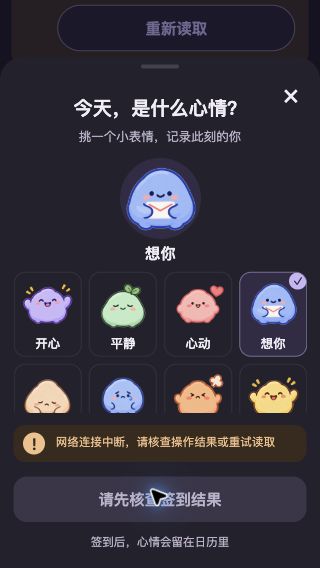 重新读取
今天，是什么心情？
挑一个小表情，记录此刻的你
想你
开心
平静
心动
想你
网络连接中断，请核查操作结果或重试读取
请先核查签到结果
签到后，心情会留在日历里